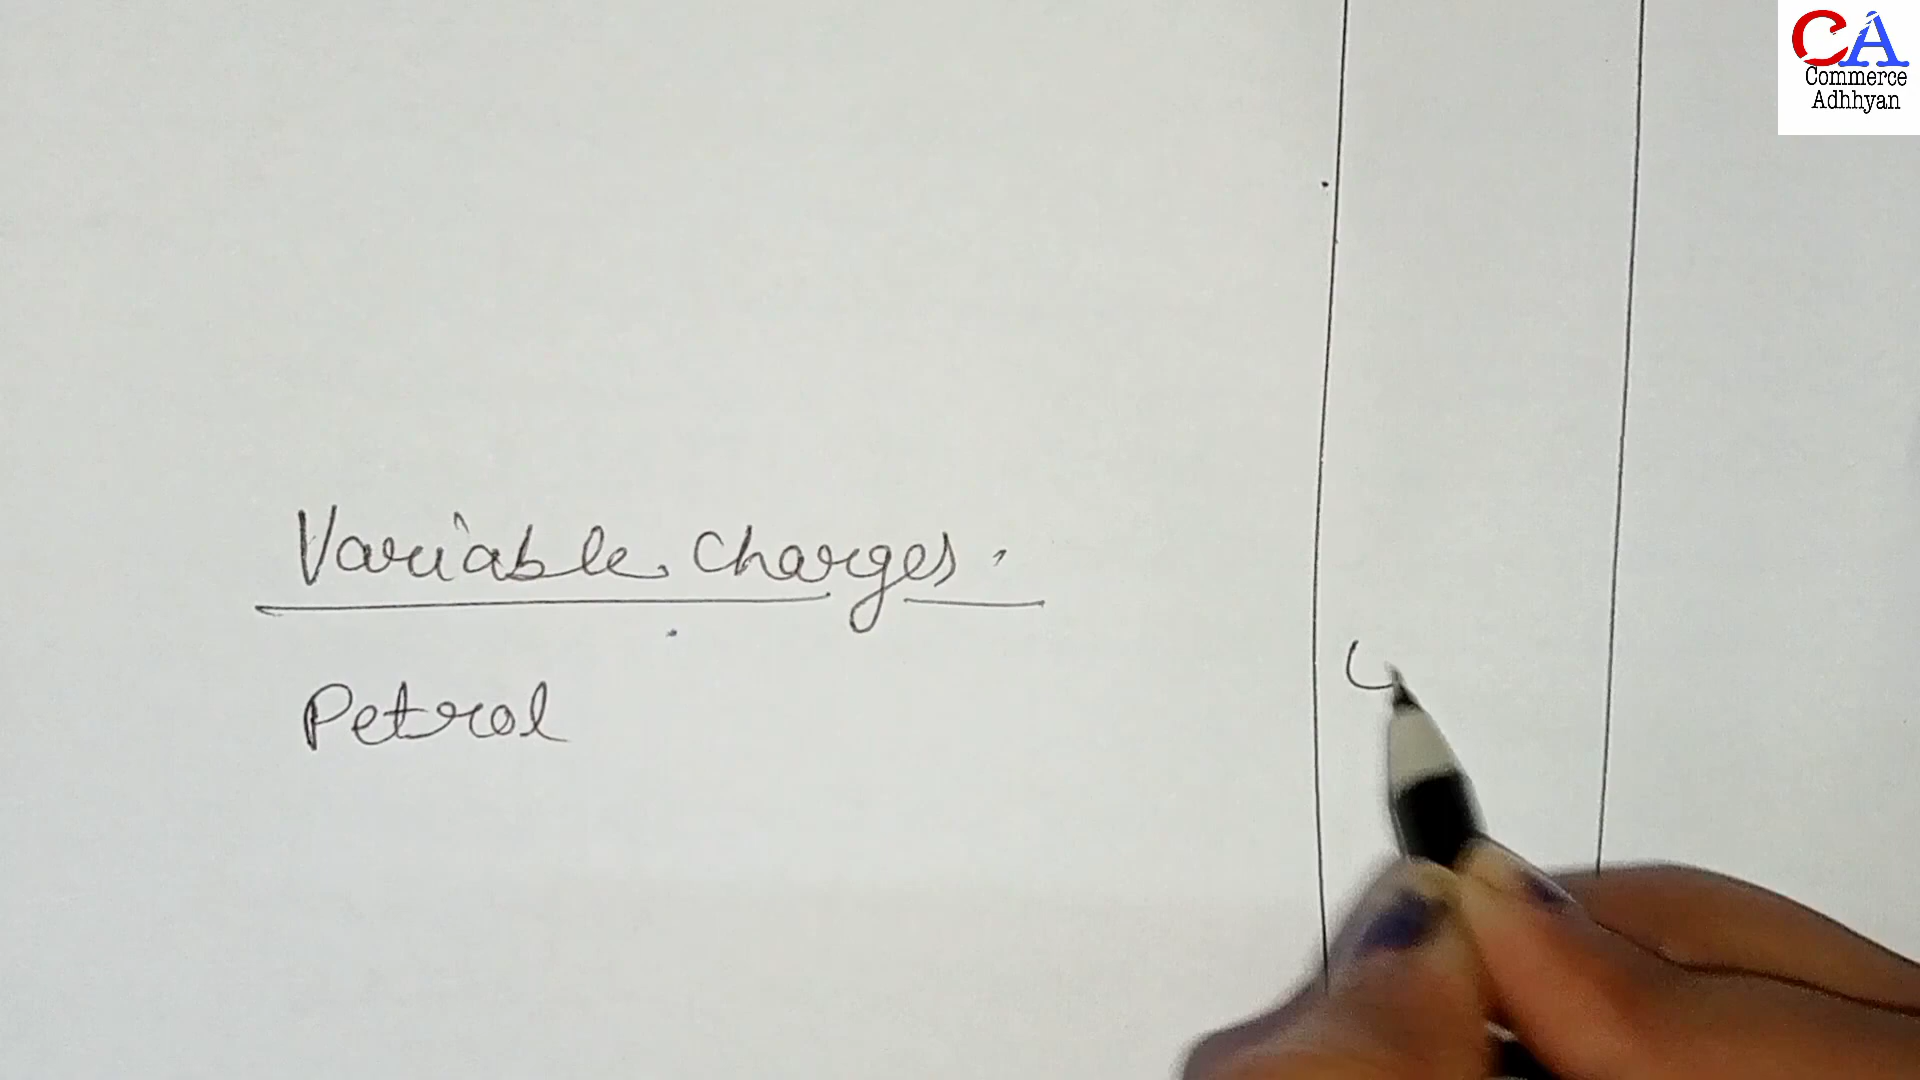 CA
Commerce
Adhhyan
Variable Charges.
Petrol